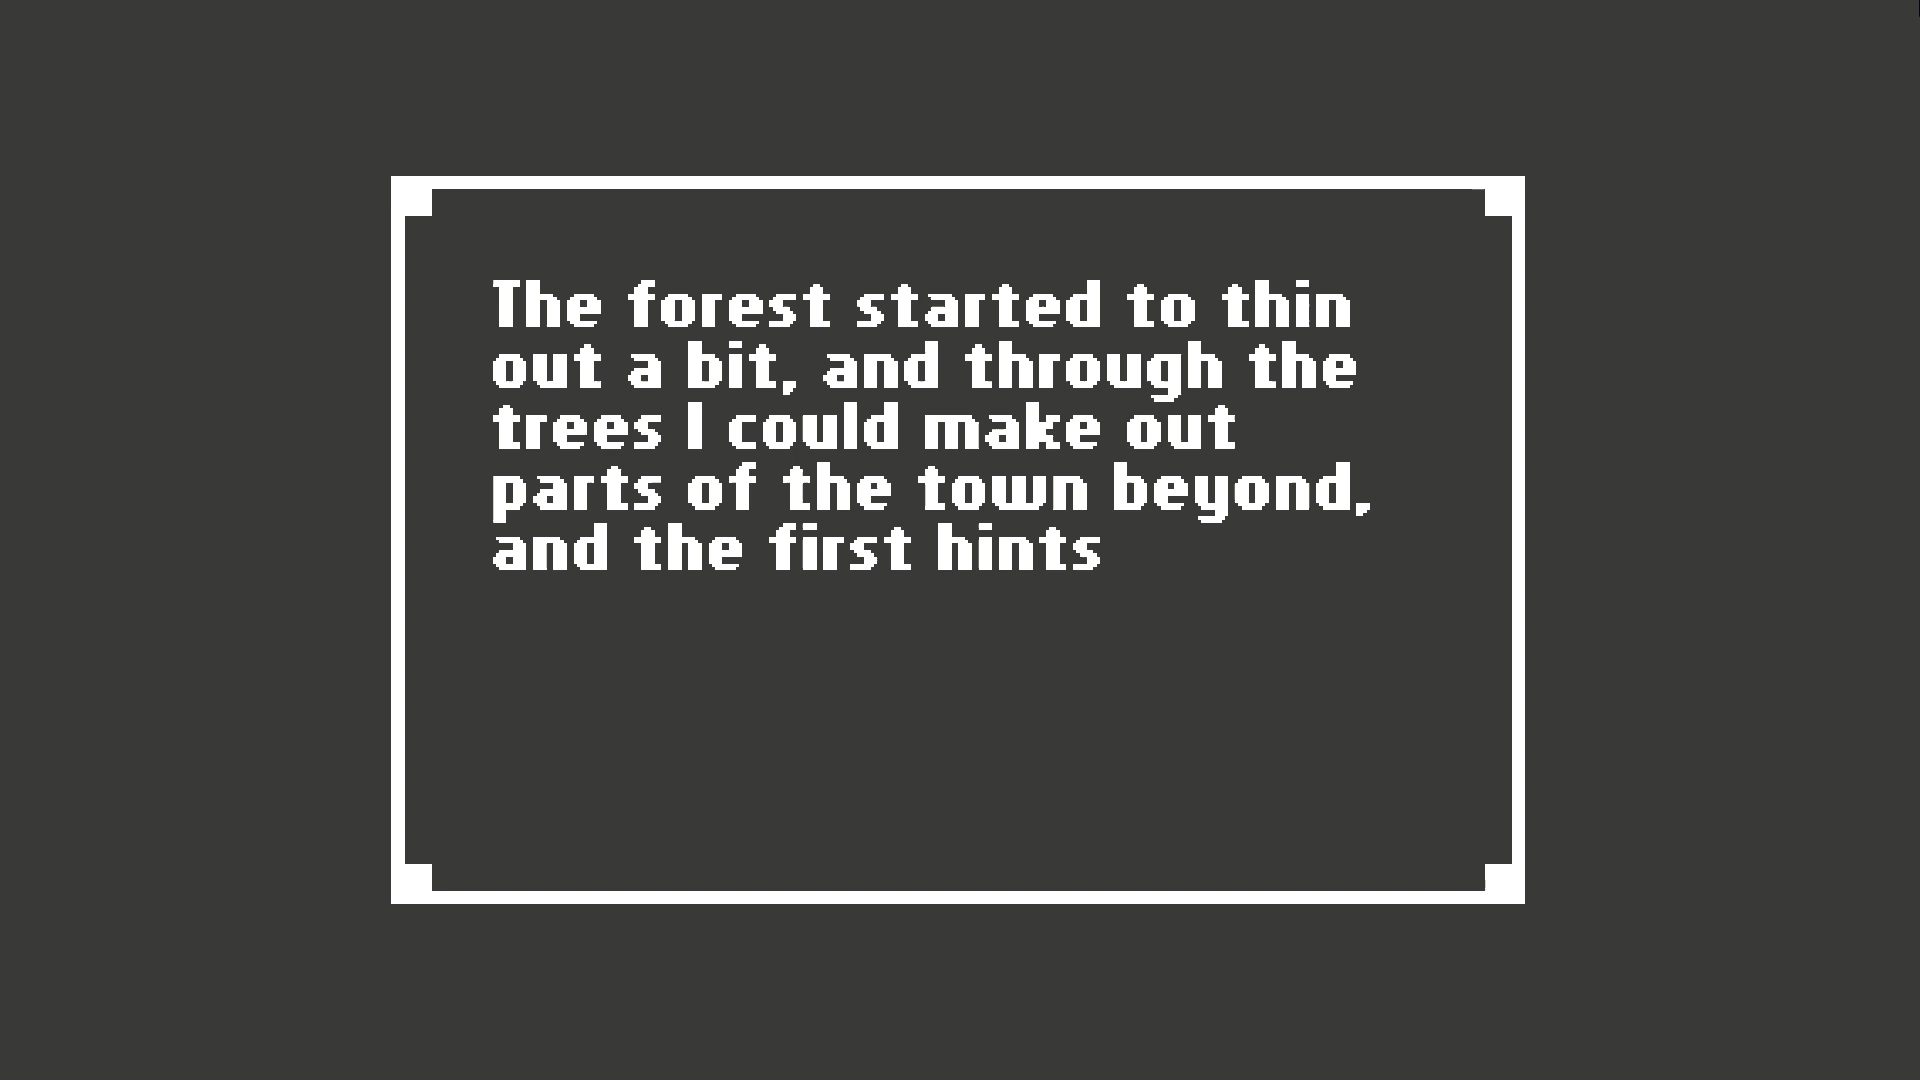 The forest started to thin
out a bit, and through the
trees I could make out
parts of the town beyond,
and the first hints